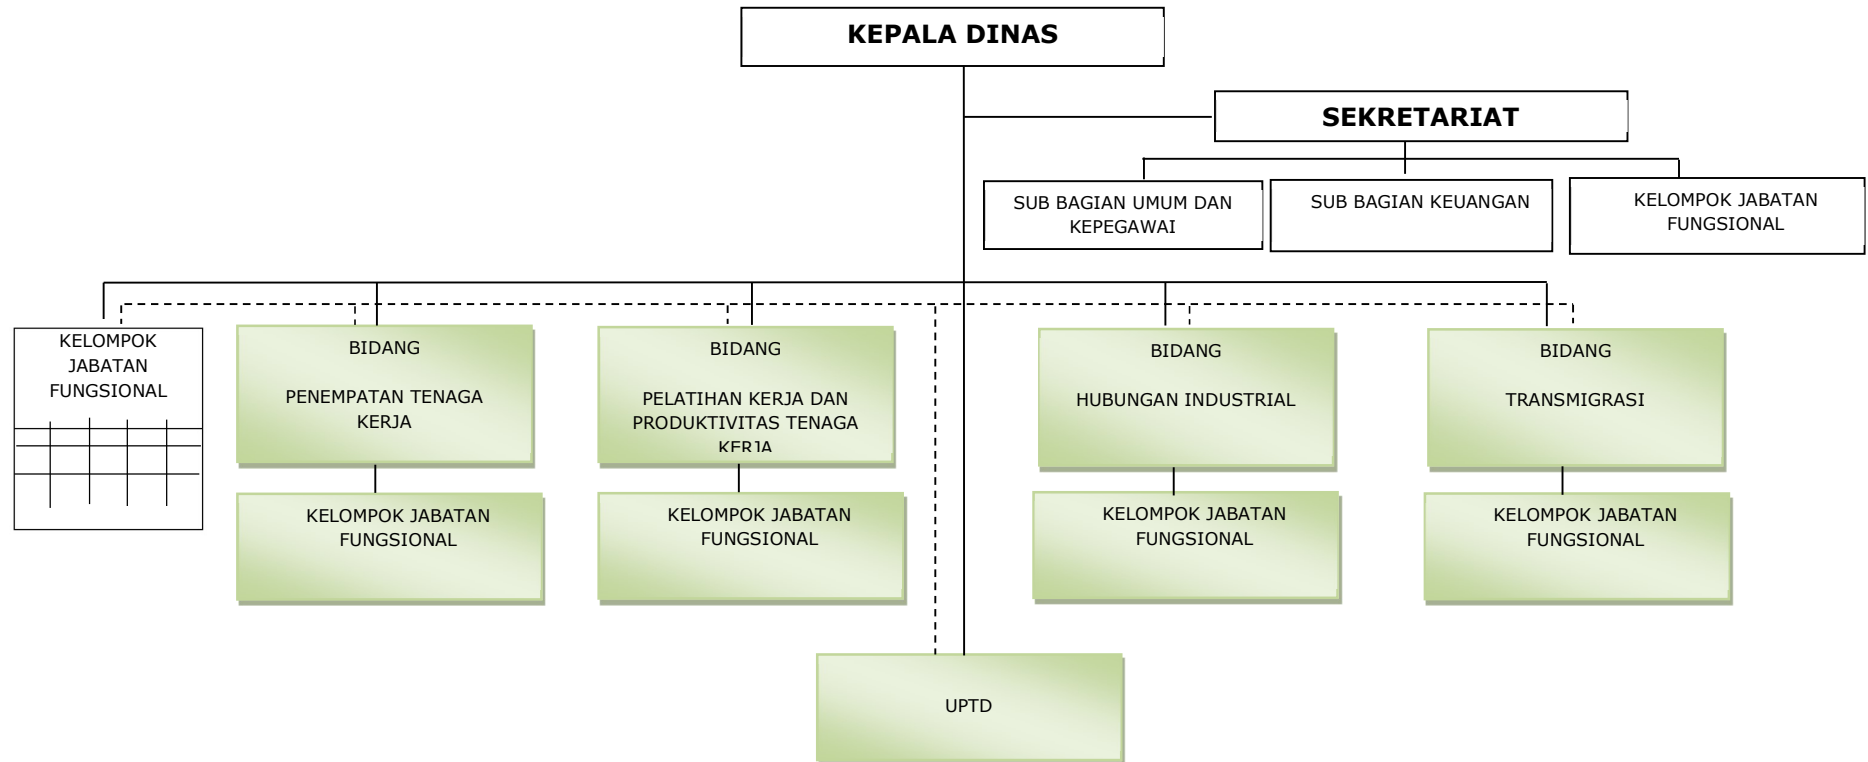 KEPALA DINAS
SEKRETARIAT
SUB BAGIAN UMUM DAN
KEPEGAWAI
SUB BAGIAN KEUANGAN
KELOMPOK JABATAN
FUNGSIONAL
KELOMPOK
JABATAN
FUNGSIONAL
BIDANG
PENEMPATAN TENAGA
KERJA
BIDANG
PELATIHAN KERJA DAN
PRODUKTIVITAS TENAGA
KERJA
BIDANG
HUBUNGAN INDUSTRIAL
BIDANG
TRANSMIGRASI
KELOMPOK JABATAN
FUNGSIONAL
KELOMPOK JABATAN
FUNGSIONAL
KELOMPOK JABATAN
FUNGSIONAL
KELOMPOK JABATAN
FUNGSIONAL
UPTD